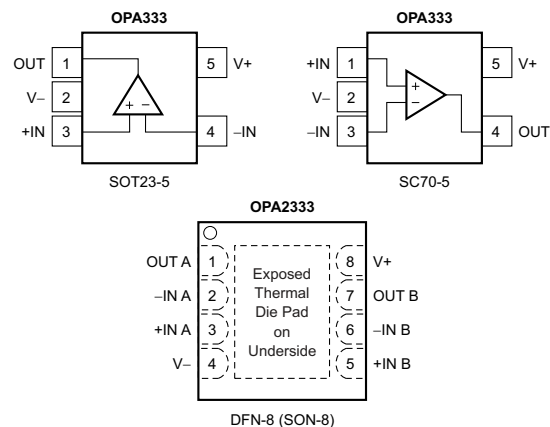 OPA333
OUT 1 5 V+
V– 2
+IN 3 + – 4 –IN
SOT23-5
OPA333
+IN 1 5 V+
V– 2 + –
–IN 3 4 OUT
SC70-5
OPA2333
OUT A 1 8 V+
–IN A 2 7 OUT B
+IN A 3 6 –IN B
V– 4 5 +IN B
Exposed
Thermal
Die Pad
on
Underside
DFN-8 (SON-8)